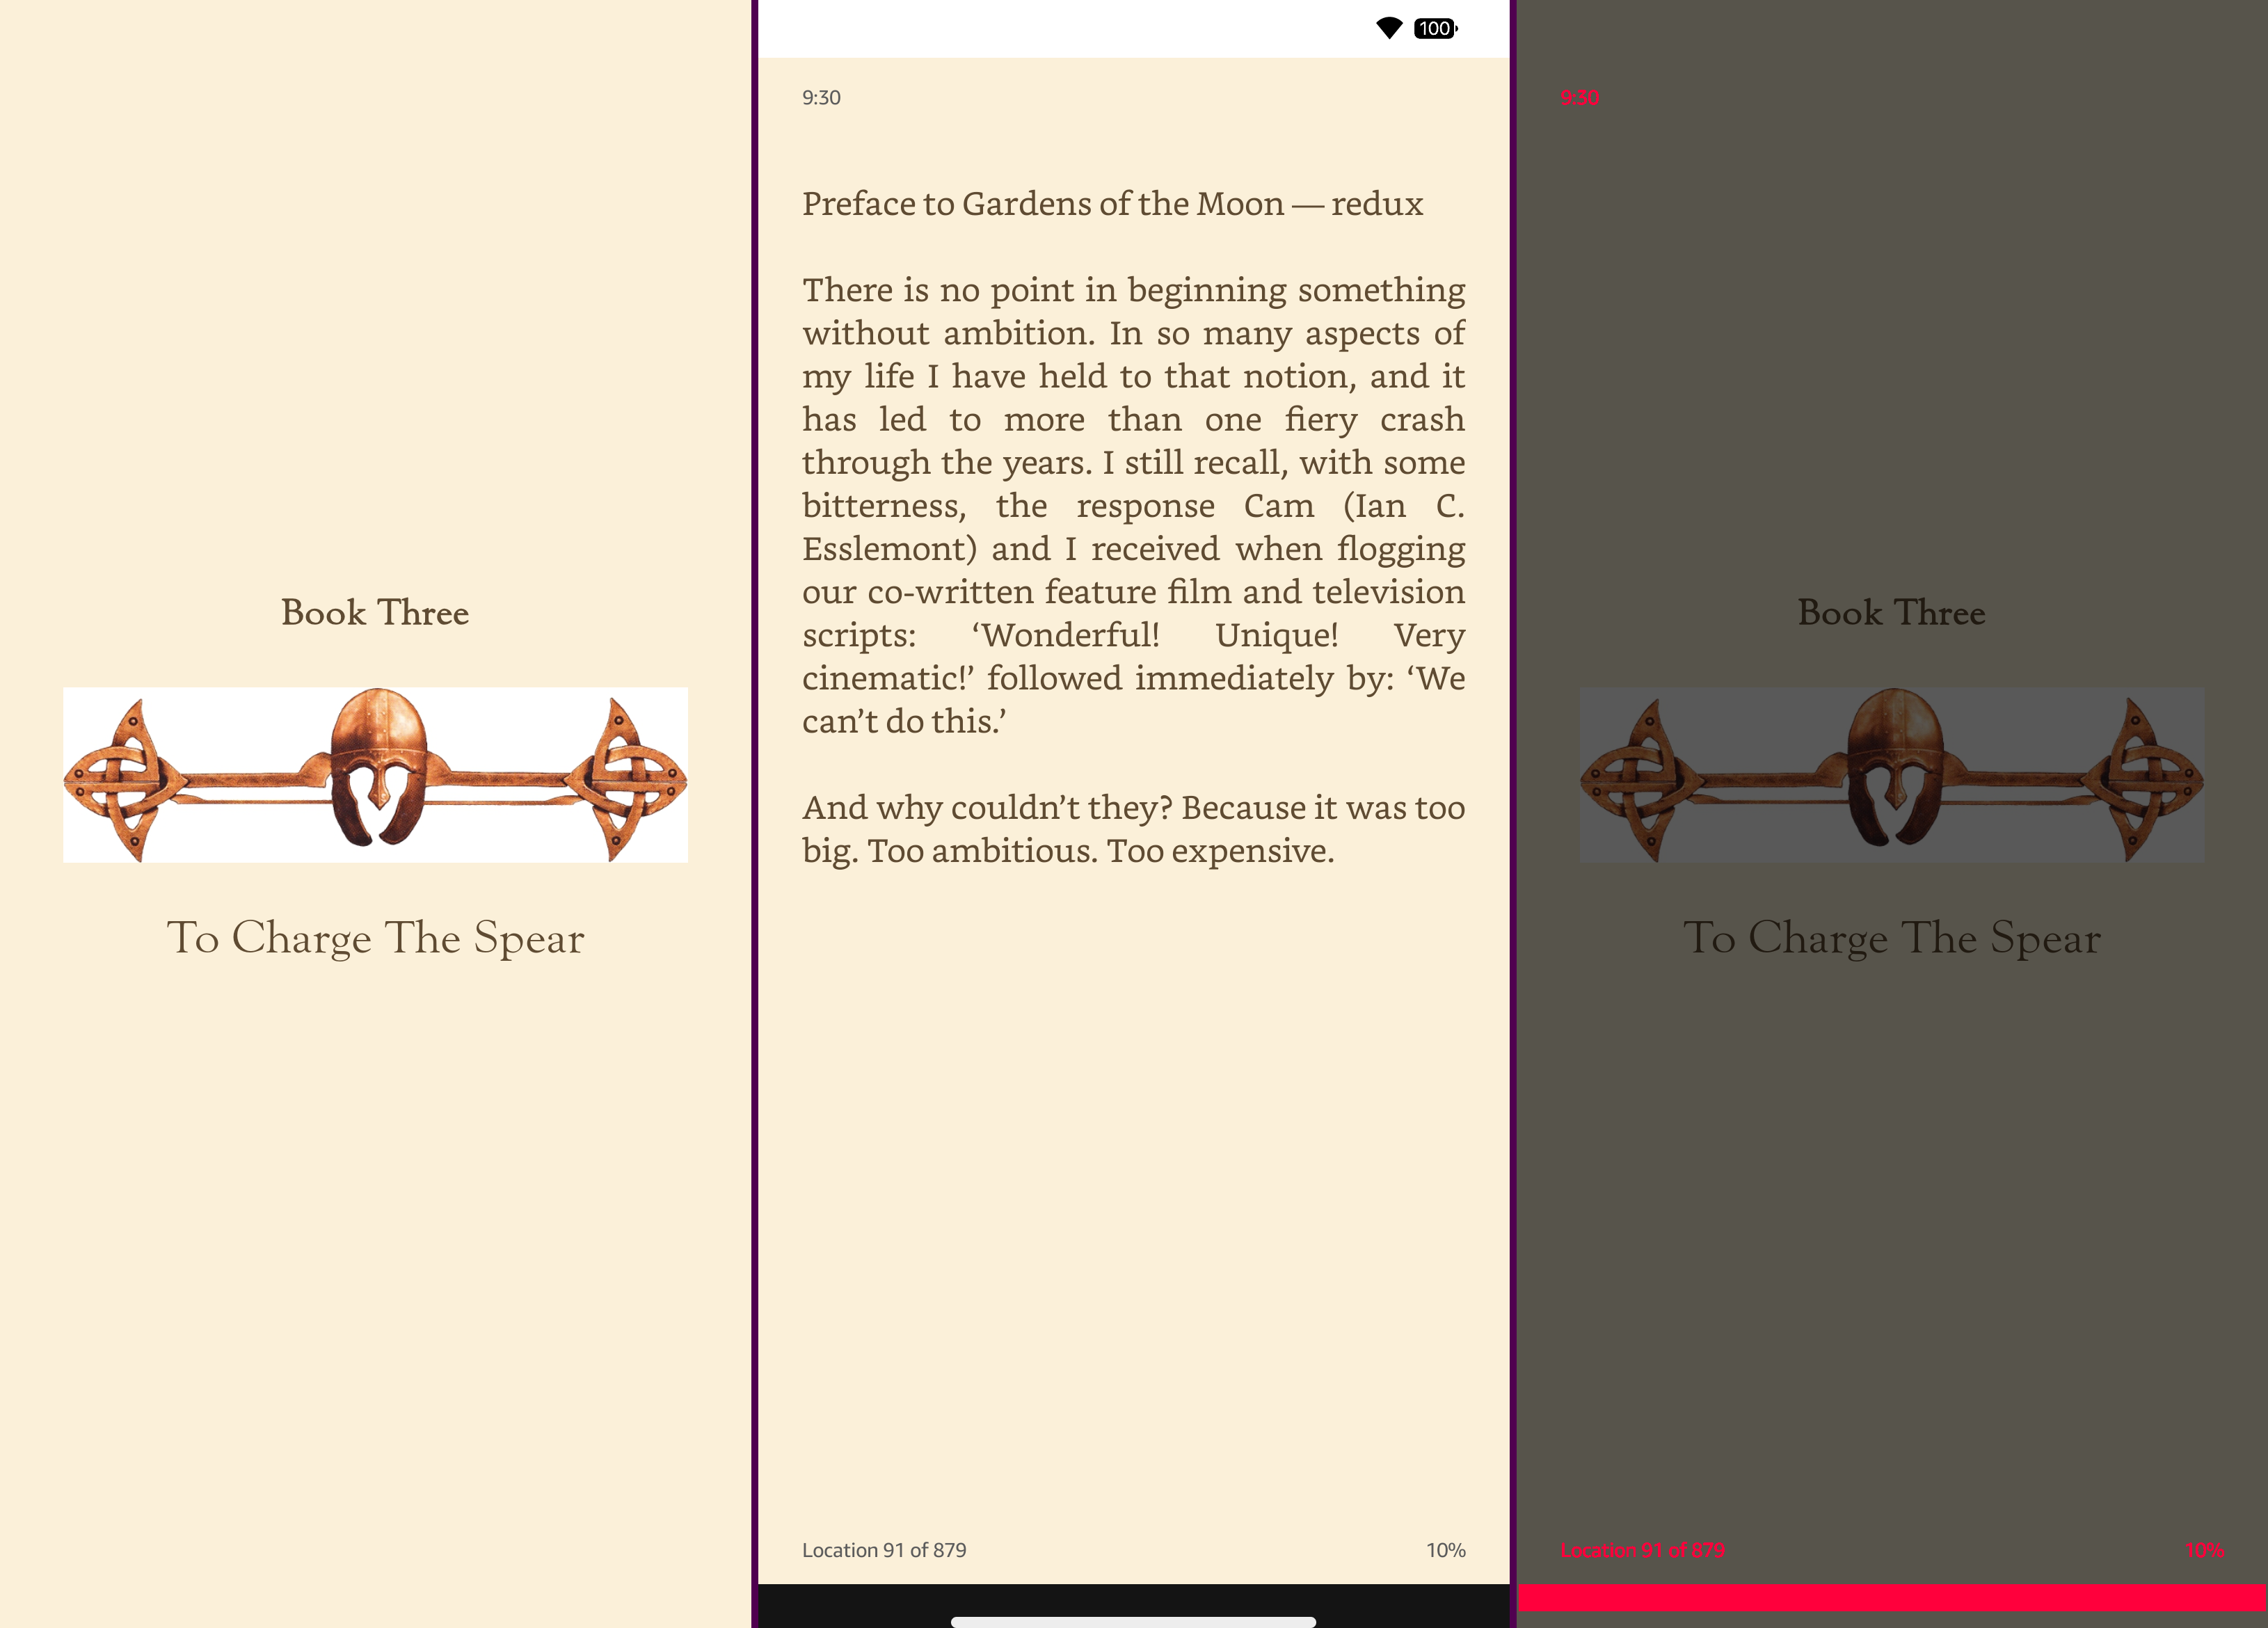 Book Three
To Charge The Spear
100
9:30
Preface to Gardens of the Moon — redux
There is no point in beginning something
without ambition. In so many aspects of
my life I have held to that notion, and it
has led to more than one fiery crash
through the years. I still recall, with some
bitterness, the response Cam (Ian C.
Esslemont) and I received when flogging
our co-written feature film and television
scripts: ‘Wonderful! Unique! Very
cinematic!’ followed immediately by: ‘We
can’t do this.’
And why couldn’t they? Because it was too
big. Too ambitious. Too expensive.
Location 91 of 879 10%
9:30
Book Three
To Charge The Spear
Location 91 of 879 10%